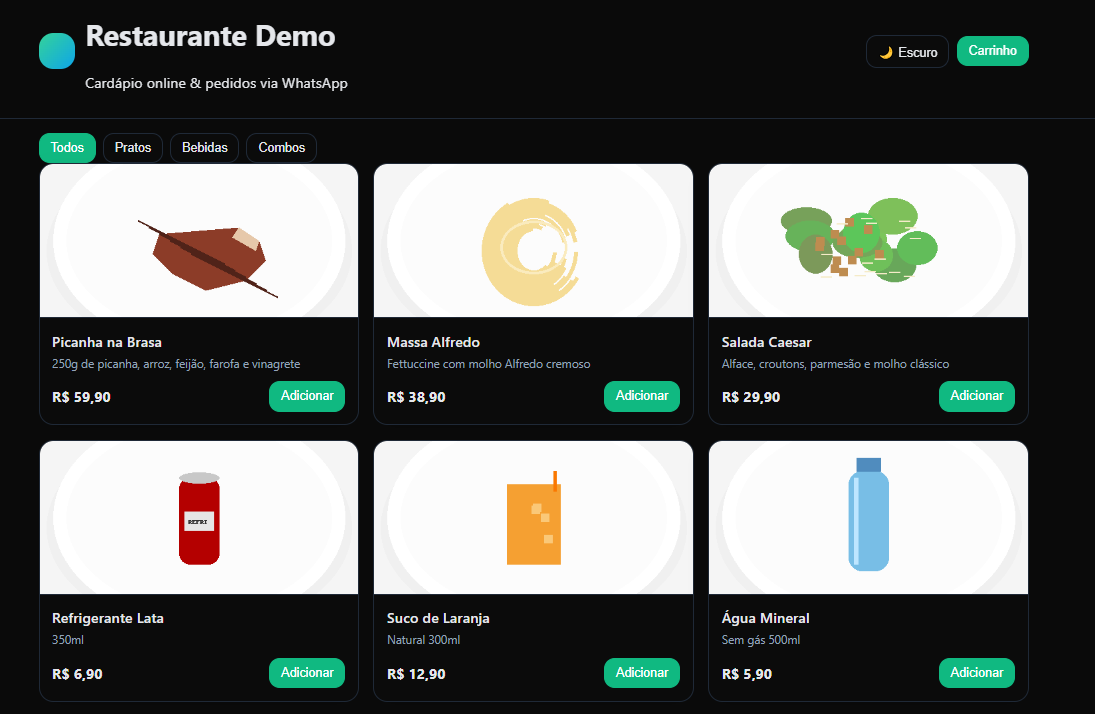 Restaurante Demo
Cardápio online & pedidos via WhatsApp
🌙 Escuro
Carrinho
Todos
Pratos
Bebidas
Combos
Picanha na Brasa
250g de picanha, arroz, feijão, farofa e vinagrete
R$ 59,90
Adicionar
Massa Alfredo
Fettuccine com molho Alfredo cremoso
R$ 38,90
Adicionar
Salada Caesar
Alface, croutons, parmesão e molho clássico
R$ 29,90
Adicionar
REFRI
Refrigerante Lata
350ml
R$ 6,90
Adicionar
Suco de Laranja
Natural 300ml
R$ 12,90
Adicionar
Água Mineral
Sem gás 500ml
R$ 5,90
Adicionar